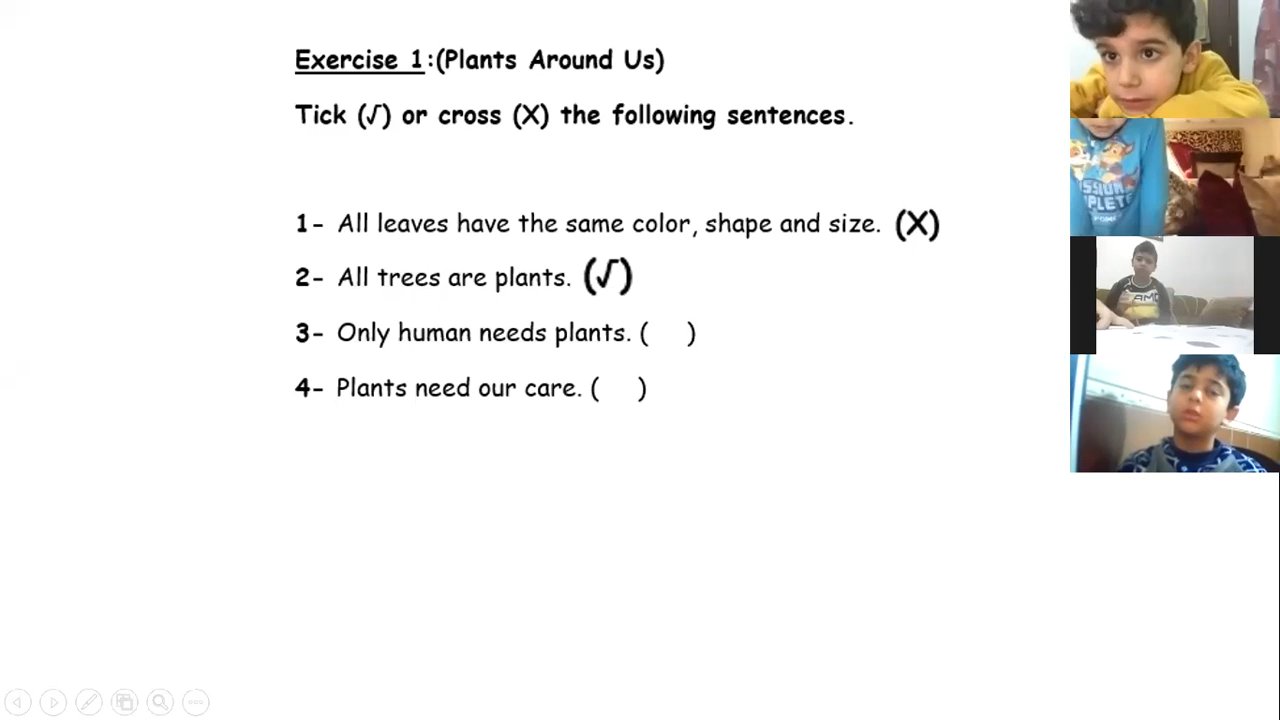 Exercise 1:(Plants Around Us)
Tick (√) or cross (X) the following sentences.
1- All leaves have the same color, shape and size. (X)
2- All trees are plants. (√)
3- Only human needs plants. (    )
4- Plants need our care. (    )